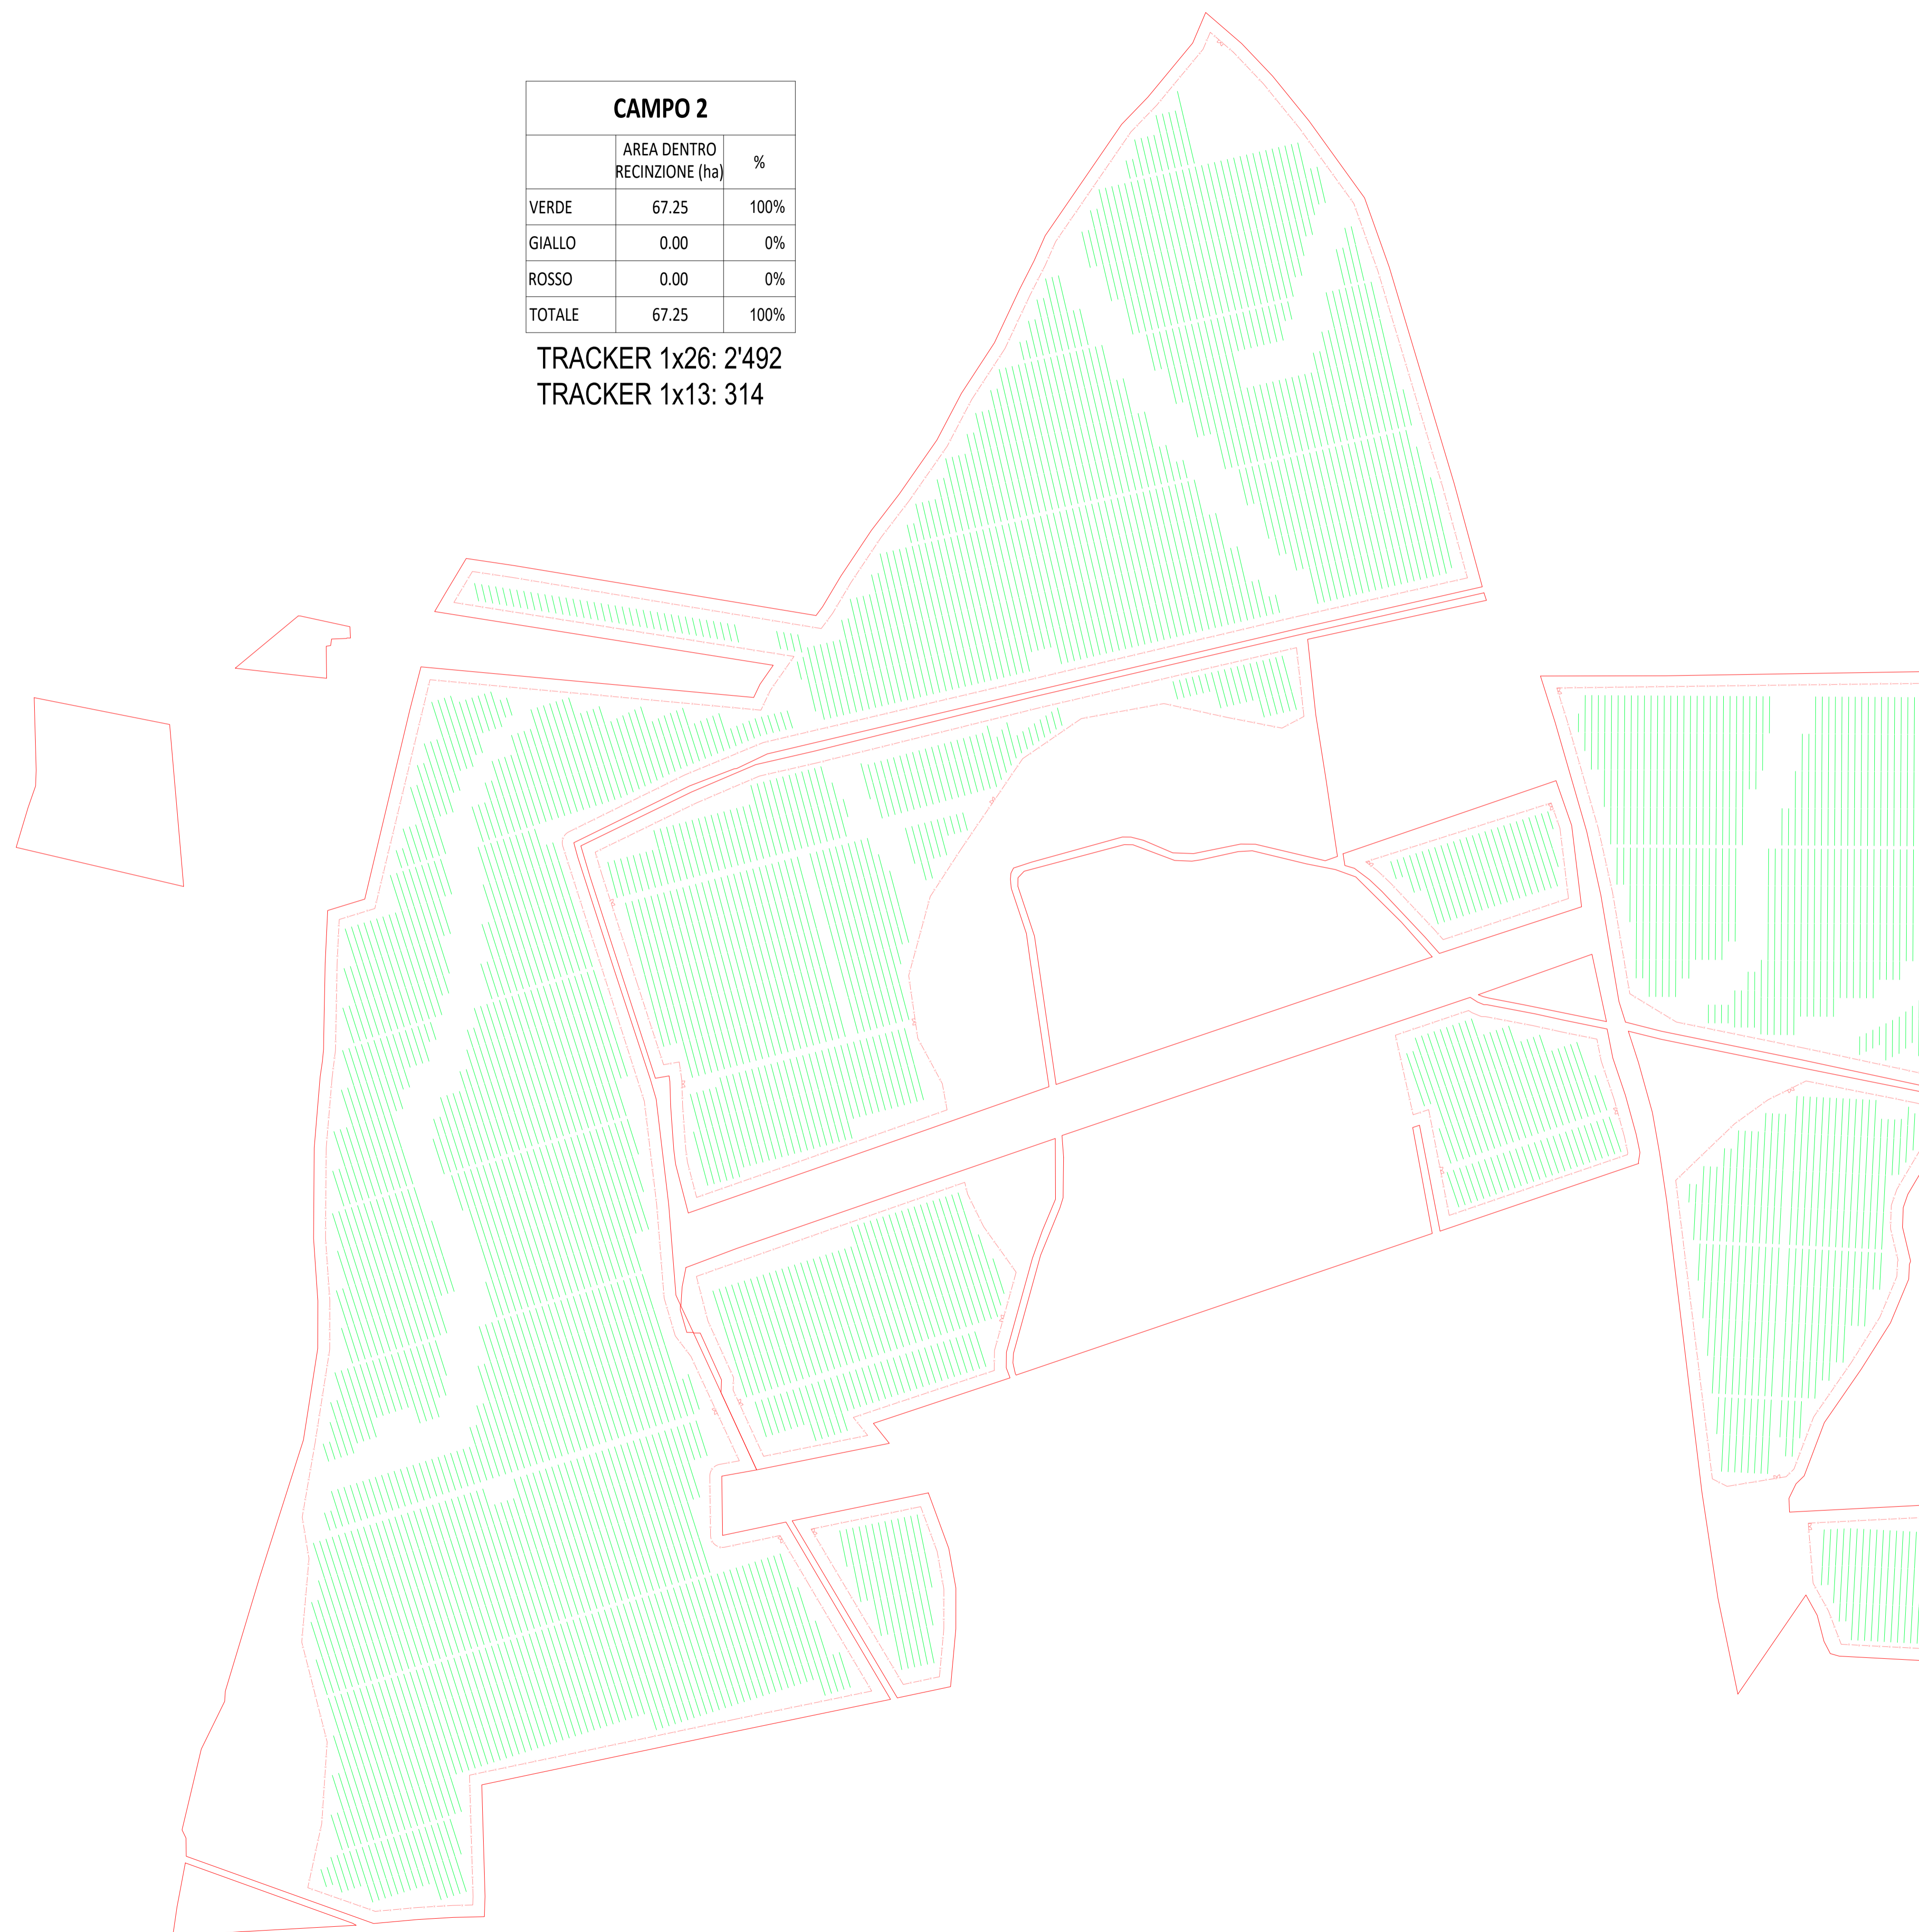 CAMPO 2
AREA DENTRO
RECINZIONE (ha) %
VERDE 67.25 100%
GIALLO 0.00 0%
ROSSO 0.00 0%
TOTALE 67.25 100%
TRACKER 1x26: 2'492
TRACKER 1x13: 314